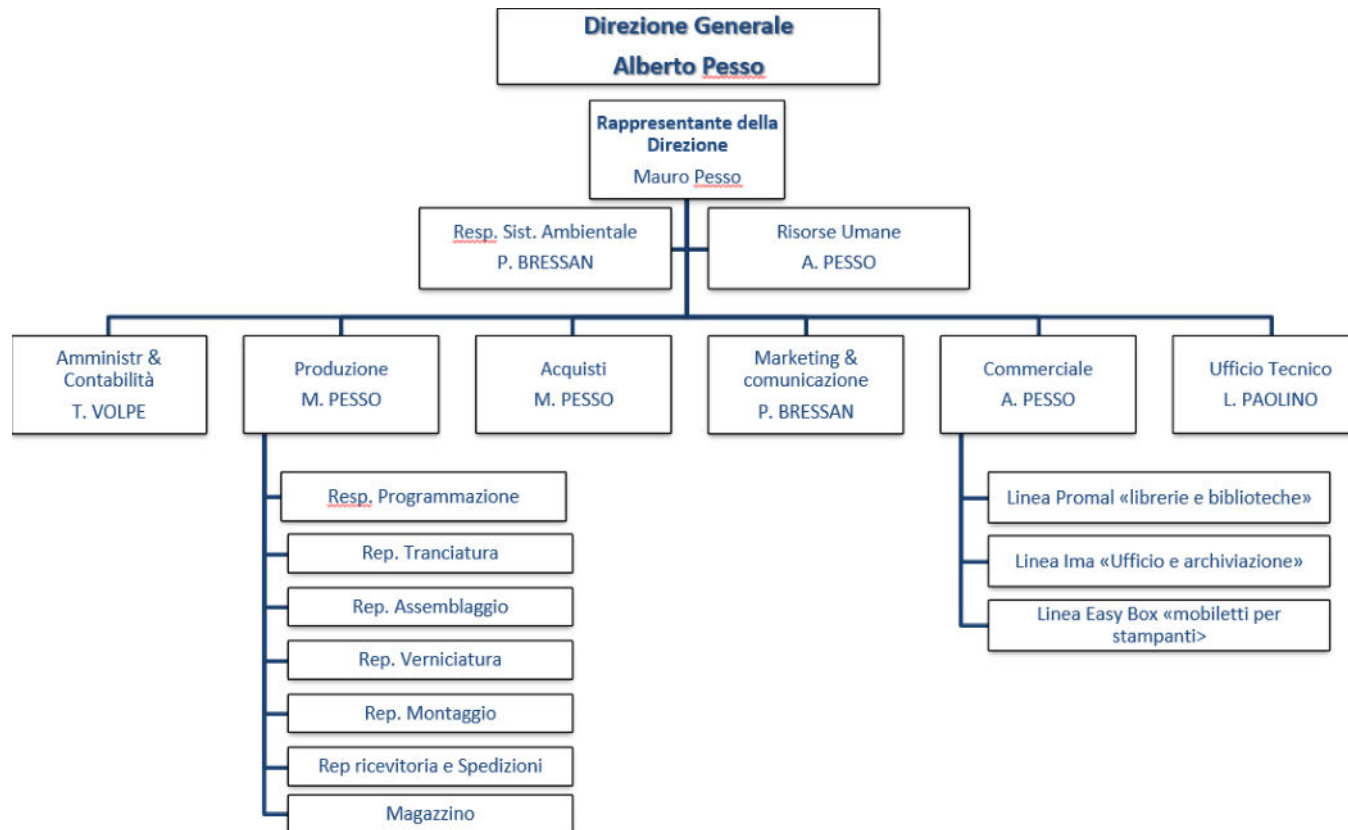 Direzione Generale
Alberto Pesso
Rappresentante della
Direzione
Mauro Pesso
Resp. Sist. Ambientale
P. BRESSAN
Risorse Umane
A. PESSO
Amministr &
Contabilità
T. VOLPE
Produzione
M. PESSO
Acquisti
M. PESSO
Marketing &
comunicazione
P. BRESSAN
Commerciale
A. PESSO
Ufficio Tecnico
L. PAOLINO
Resp. Programmazione
Rep. Tranciatura
Rep. Assemblaggio
Rep. Verniciatura
Rep. Montaggio
Rep ricevitoria e Spedizioni
Magazzino
Linea Promal «librerie e biblioteche»
Linea Ima «Ufficio e archiviazione»
Linea Easy Box «mobiletti per
stampanti>